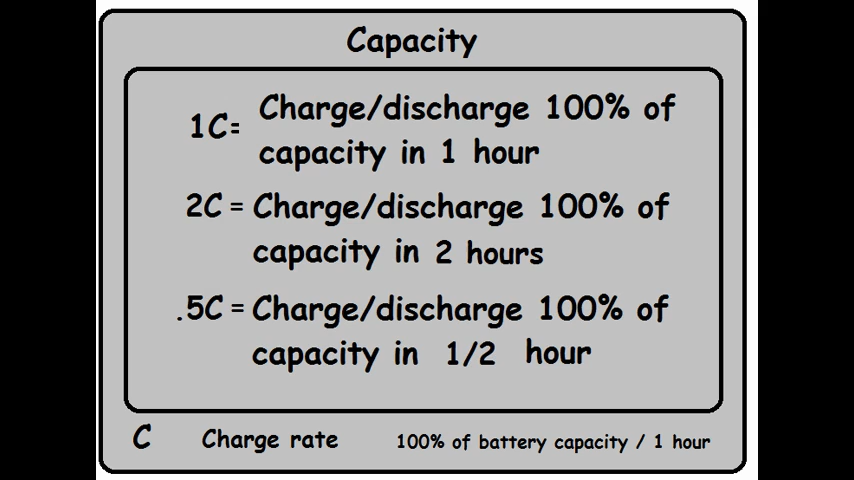 Capacity
1C= Charge/discharge 100% of
capacity in 1 hour
2C = Charge/discharge 100% of
capacity in 2 hours
.5C = Charge/discharge 100% of
capacity in 1/2 hour
C Charge rate 100% of battery capacity / 1 hour